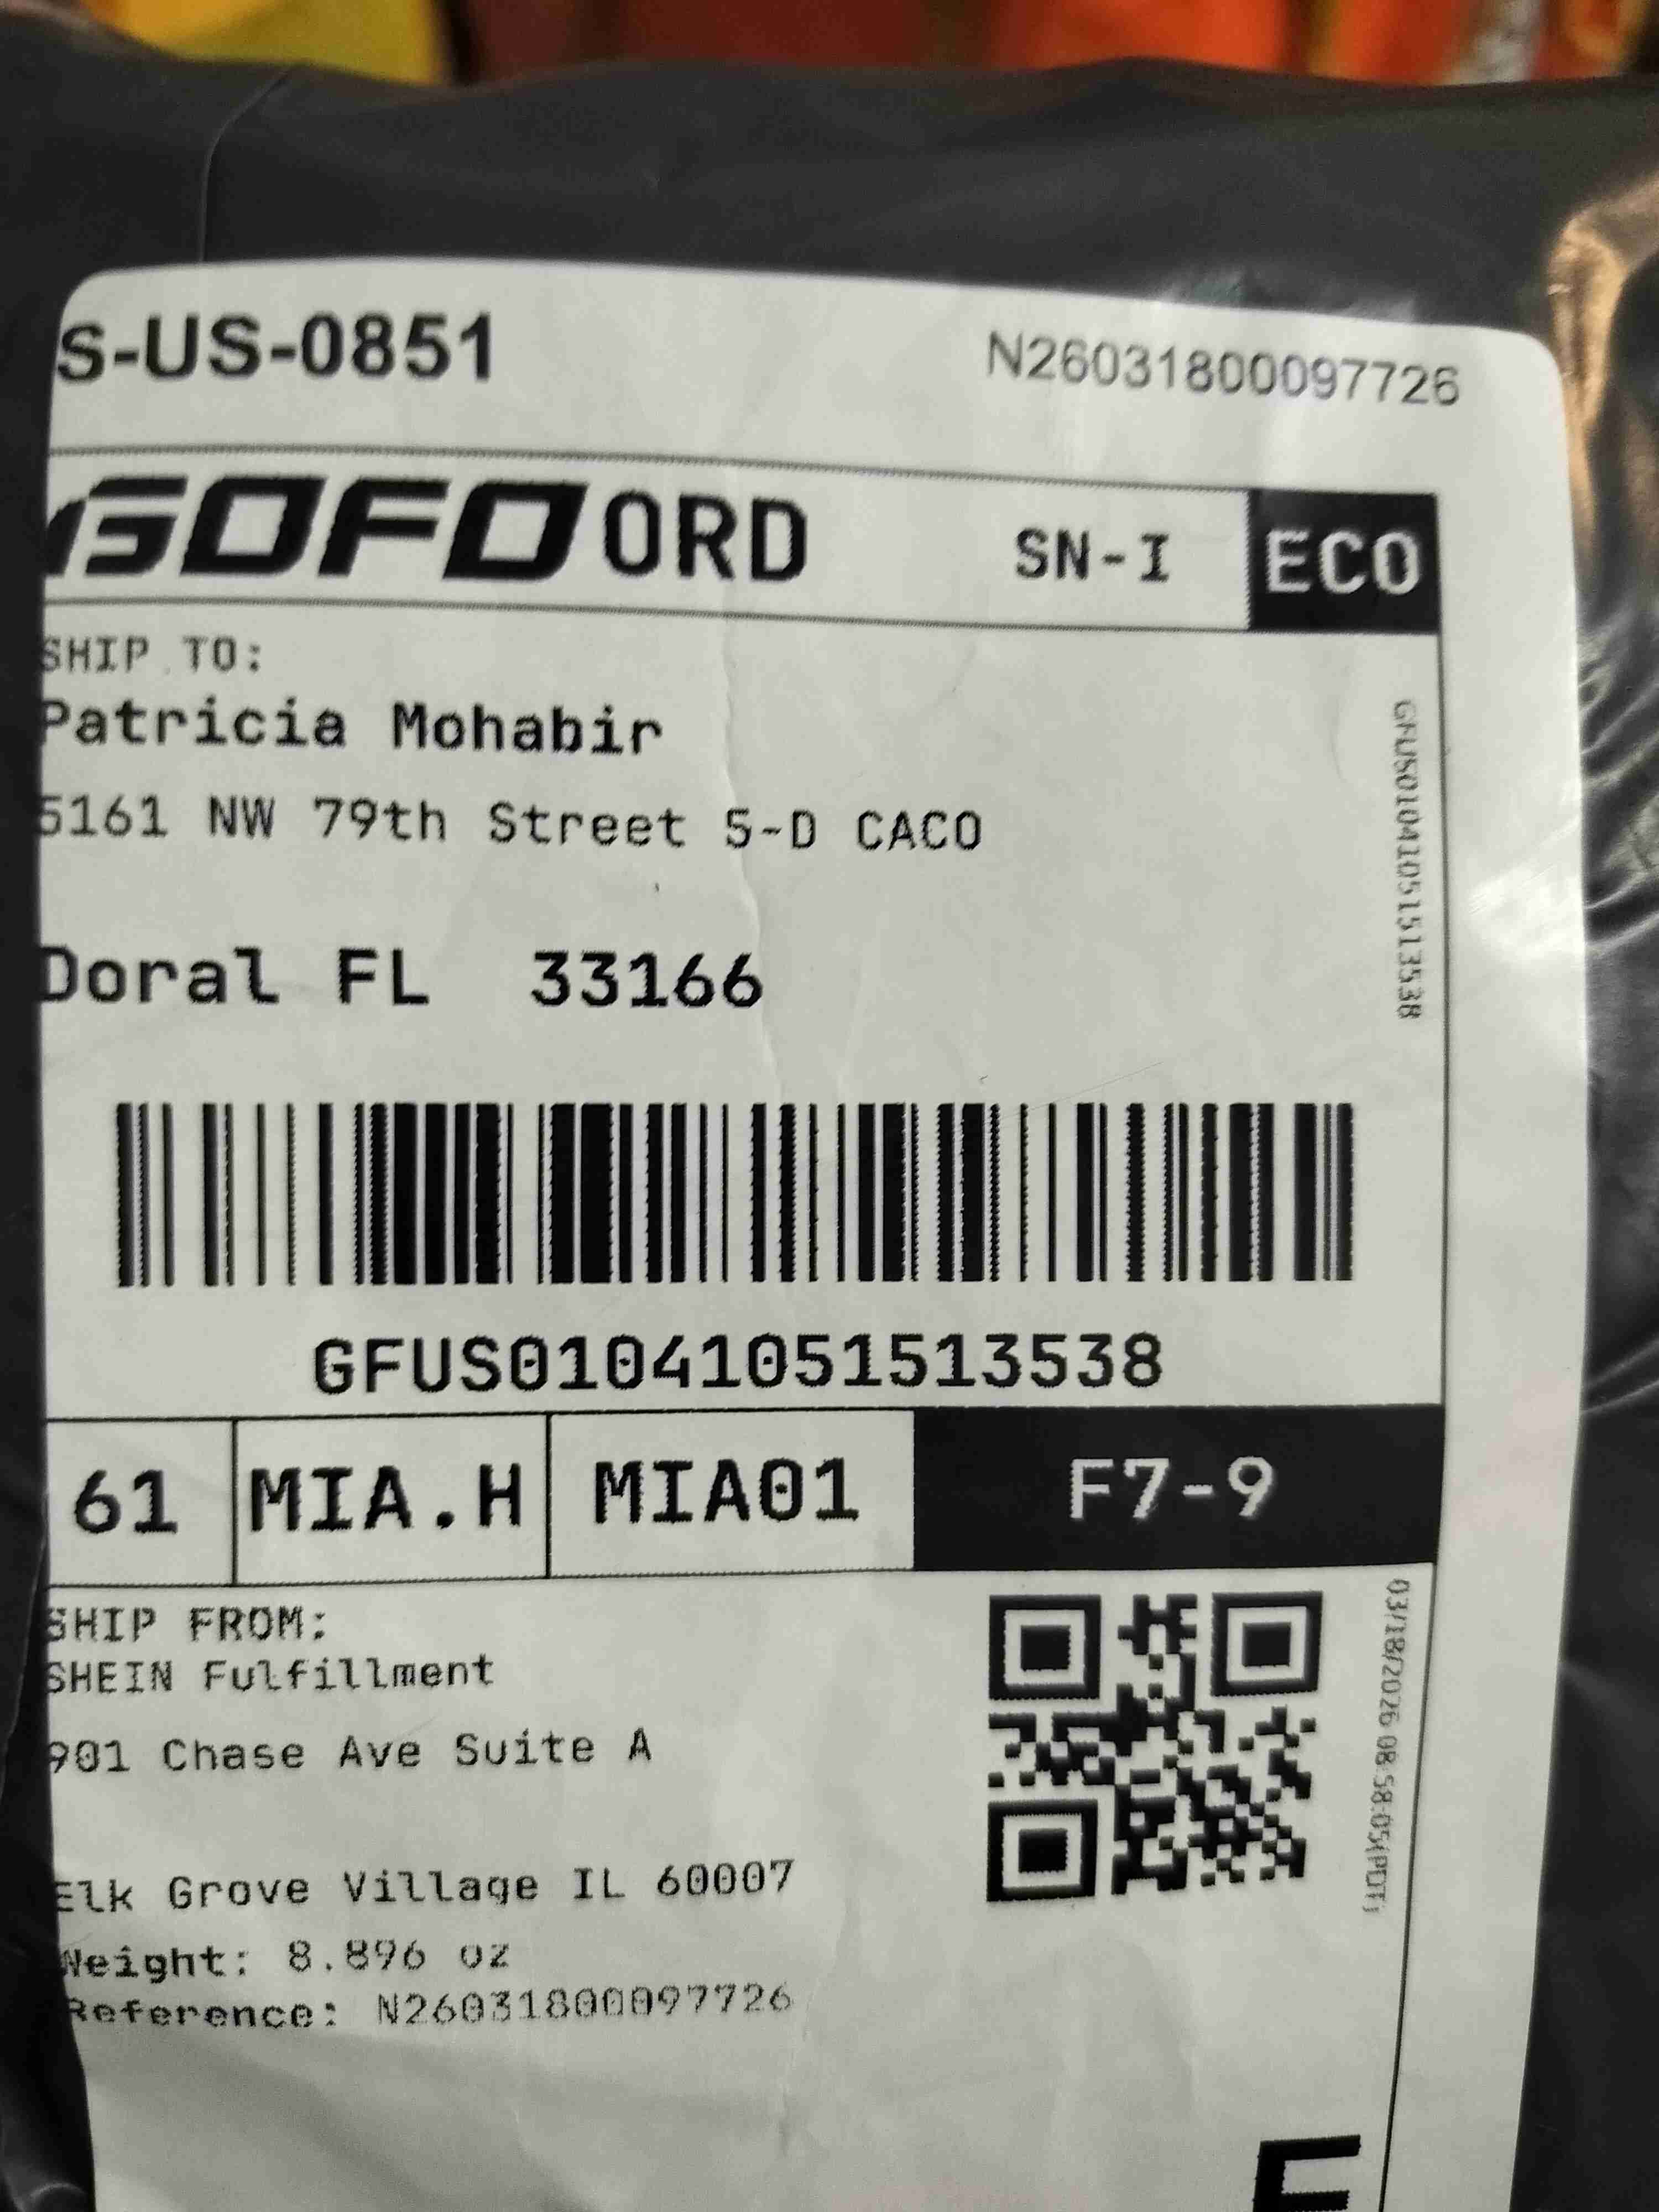 S-US-0851 N26031800097726
GOFO ORD SN-I ECO
SHIP TO:
Patricia Mohabir
5161 NW 79th Street 5-D CACO
Doral FL 33166
GFUS01041051513538
GFUS01041051513538
61 MIA.H MIA01 F7-9
SHIP FROM:
SHEIN Fulfillment
901 Chase Ave Suite A
Elk Grove Village IL 60007
Weight: 8.896 oz
Reference: N26031800097726
03/18/2026 08:58:05(PDT)